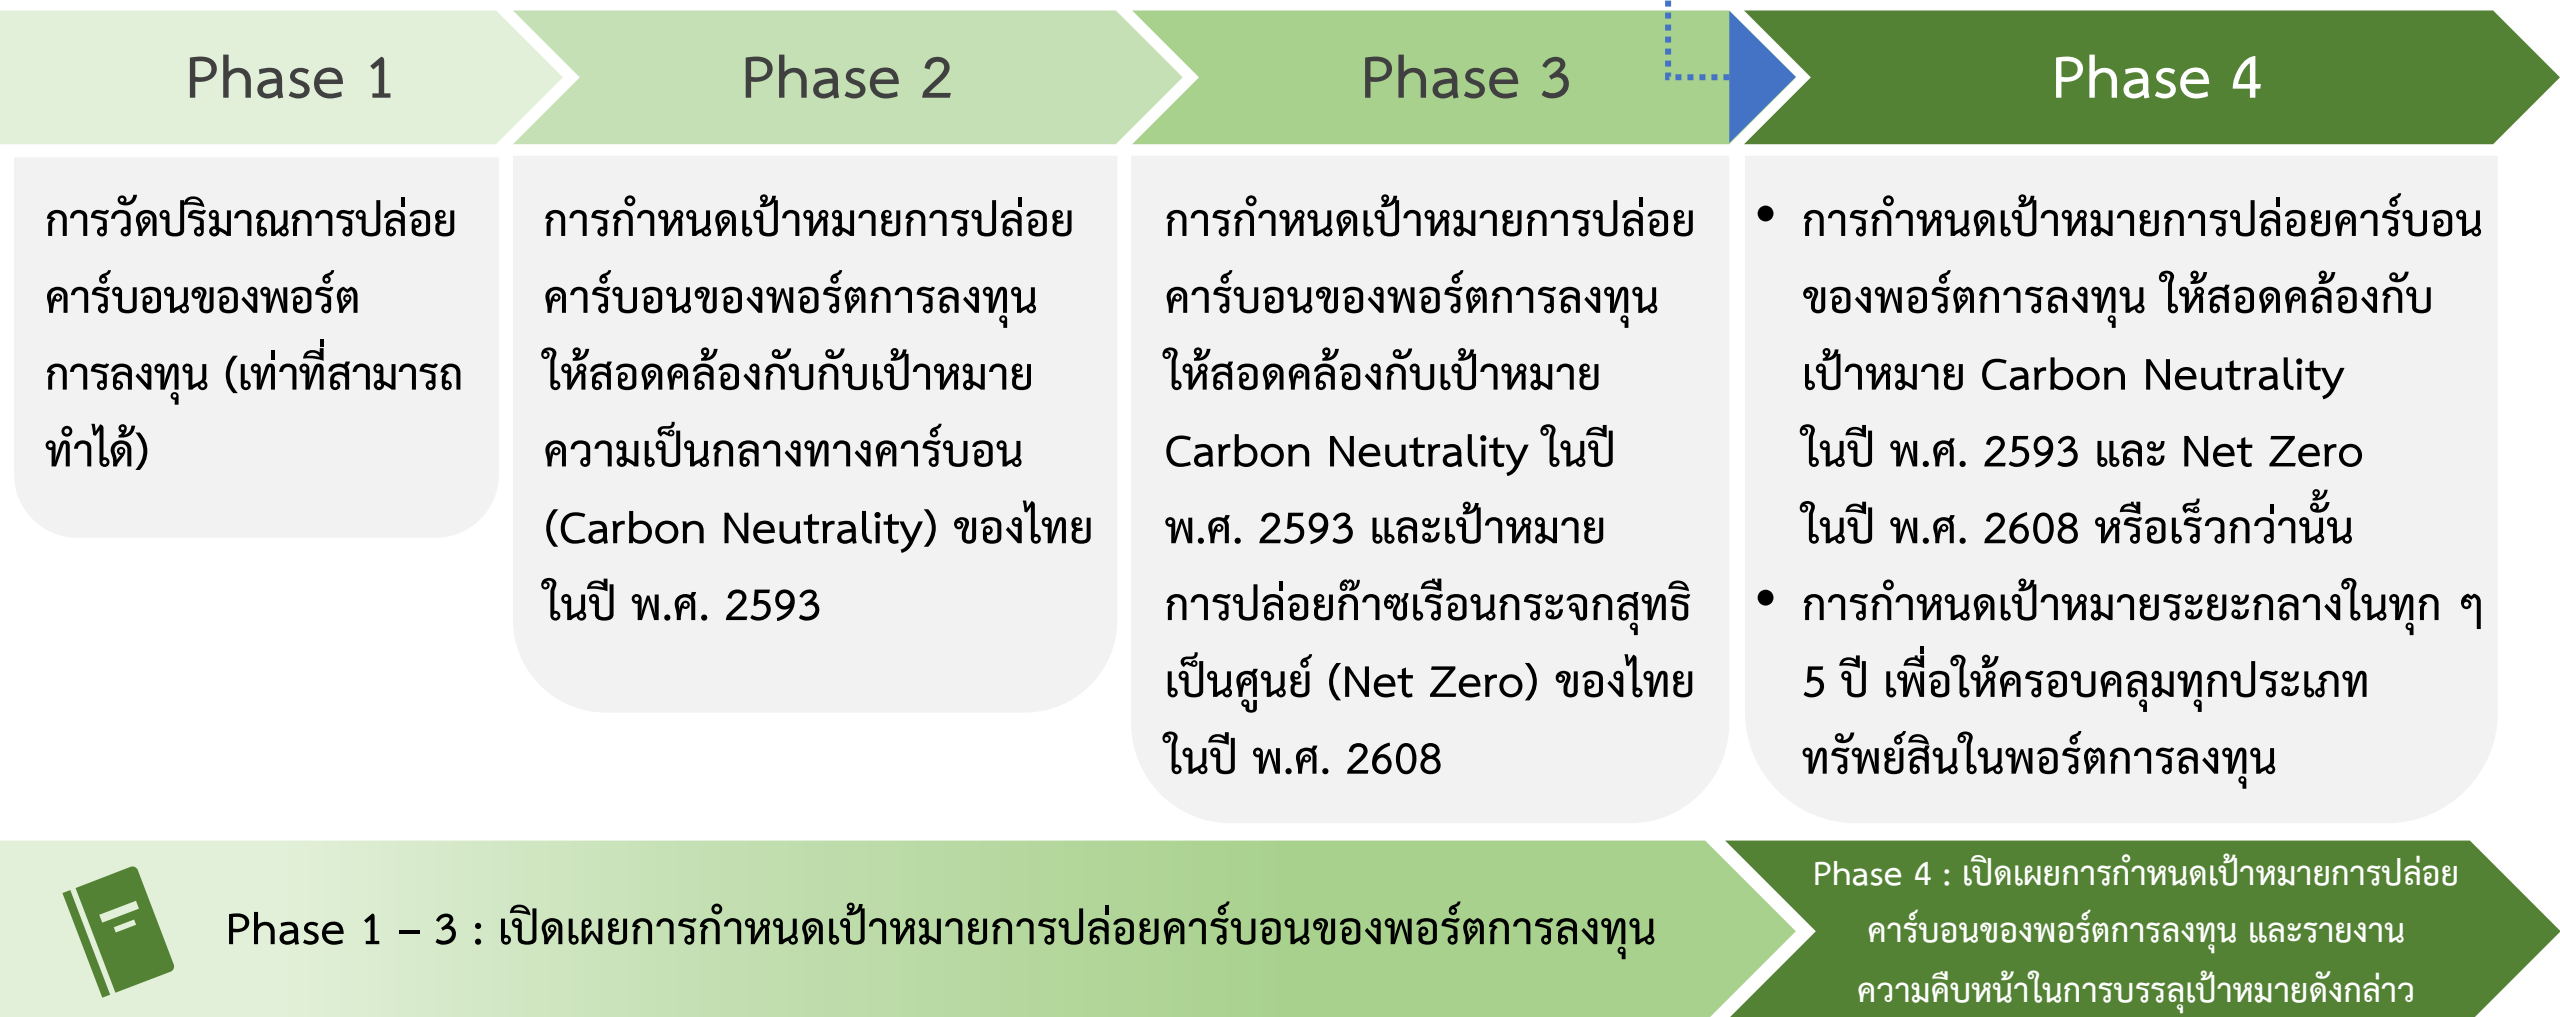 Phase 1
Phase 2
Phase 3
Phase 4
การวัดปริมาณการปล่อย
คาร์บอนของพอร์ต
การลงทุน (เท่าที่สามารถ
ทำได้)
การกำหนดเป้าหมายการปล่อย
คาร์บอนของพอร์ตการลงทุน
ให้สอดคล้องกับกับเป้าหมาย
ความเป็นกลางทางคาร์บอน
(Carbon Neutrality) ของไทย
ในปี พ.ศ. 2593
การกำหนดเป้าหมายการปล่อย
คาร์บอนของพอร์ตการลงทุน
ให้สอดคล้องกับเป้าหมาย
Carbon Neutrality ในปี
พ.ศ. 2593 และเป้าหมาย
การปล่อยก๊าซเรือนกระจกสุทธิ
เป็นศูนย์ (Net Zero) ของไทย
ในปี พ.ศ. 2608
• การกำหนดเป้าหมายการปล่อยคาร์บอน
ของพอร์ตการลงทุน ให้สอดคล้องกับ
เป้าหมาย Carbon Neutrality
ในปี พ.ศ. 2593 และ Net Zero
ในปี พ.ศ. 2608 หรือเร็วกว่านั้น
• การกำหนดเป้าหมายระยะกลางในทุก ๆ
5 ปี เพื่อให้ครอบคลุมทุกประเภท
ทรัพย์สินในพอร์ตการลงทุน
Phase 1 – 3 : เปิดเผยการกำหนดเป้าหมายการปล่อยคาร์บอนของพอร์ตการลงทุน
Phase 4 : เปิดเผยการกำหนดเป้าหมายการปล่อย
คาร์บอนของพอร์ตการลงทุน และรายงาน
ความคืบหน้าในการบรรลุเป้าหมายดังกล่าว